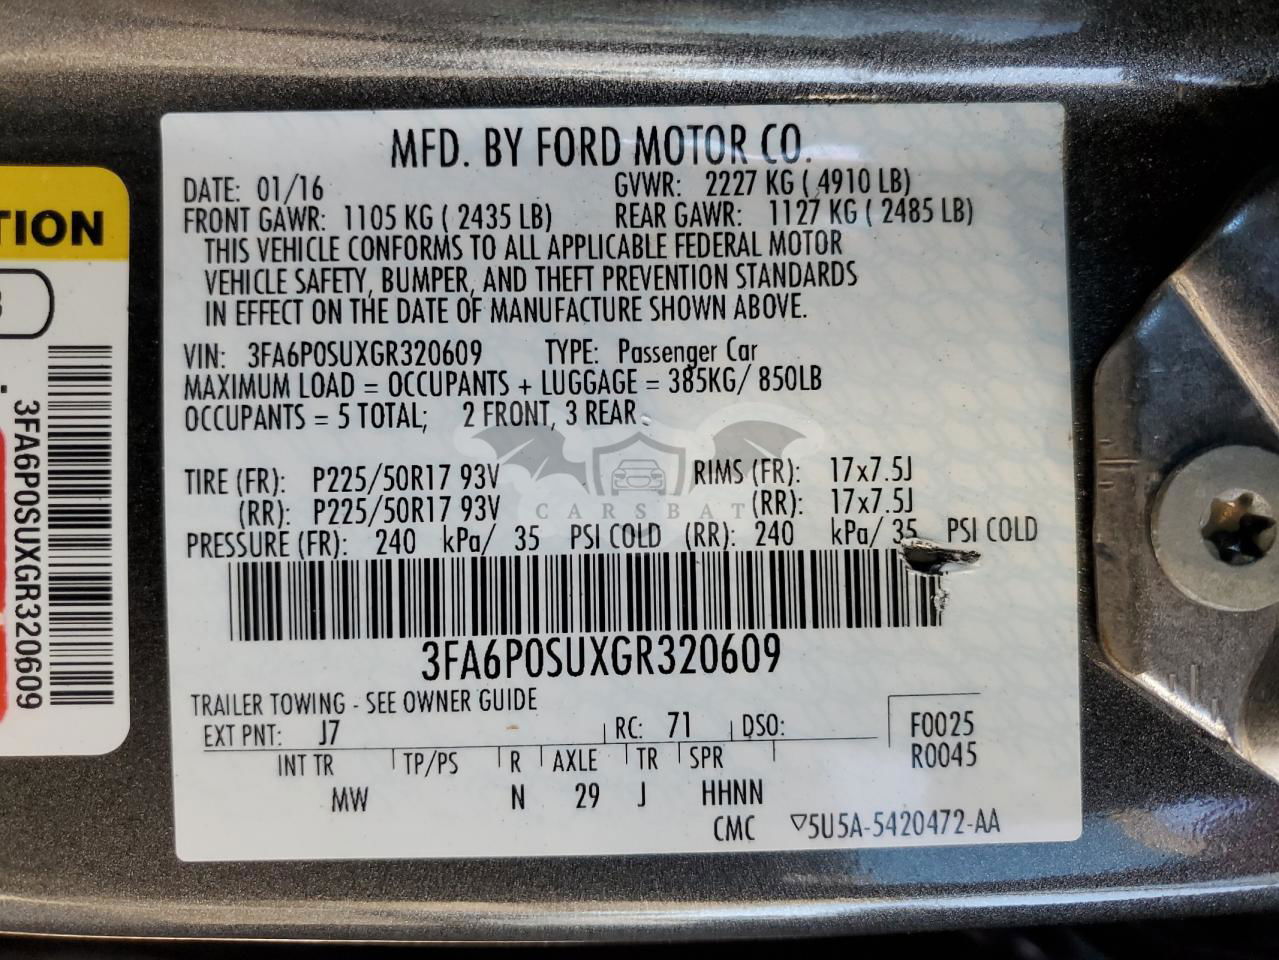 MFD. BY FORD MOTOR CO.
DATE: 01/16 GVWR: 2227 KG ( 4910 LB)
FRONT GAWR: 1105 KG ( 2435 LB) REAR GAWR: 1127 KG ( 2485 LB)
THIS VEHICLE CONFORMS TO ALL APPLICABLE FEDERAL MOTOR
VEHICLE SAFETY, BUMPER, AND THEFT PREVENTION STANDARDS
IN EFFECT ON THE DATE OF MANUFACTURE SHOWN ABOVE.
VIN: 3FA6P0SUXGR320609 TYPE: Passenger Car
MAXIMUM LOAD = OCCUPANTS + LUGGAGE = 385KG/ 850LB
OCCUPANTS = 5 TOTAL; 2 FRONT, 3 REAR
TIRE (FR): P225/50R17 93V RIMS (FR): 17x7.5J
(RR): P225/50R17 93V (RR): 17x7.5J
CARSBAT
PRESSURE (FR): 240 kPa/ 35 PSI COLD (RR): 240 kPa/ 35 PSI COLD
3FA6P0SUXGR320609
TRAILER TOWING - SEE OWNER GUIDE
EXT PNT: J7 RC: 71 DSO: F0025
INT TR TP/PS R AXLE TR SPR R0045
MW N 29 J HHNN
CMC ▽5U5A-5420472-AA
TION
3FA6P0SUXGR320609